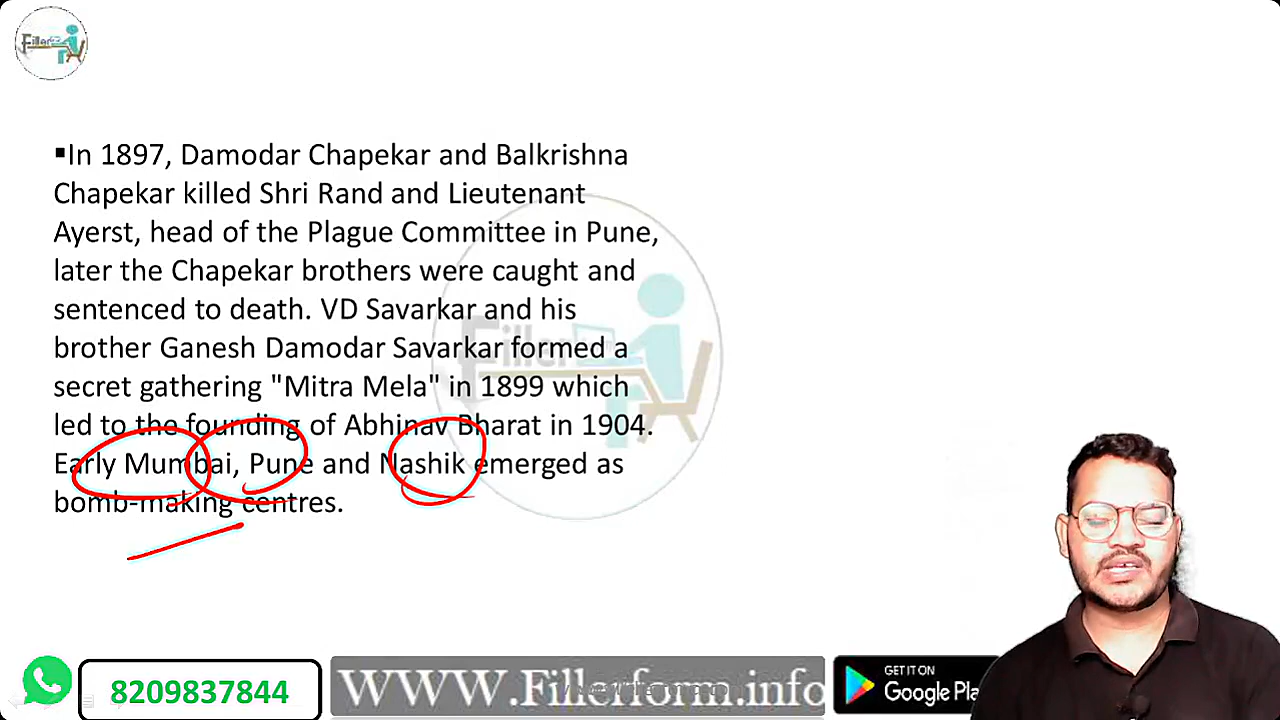 Fillerform
▪In 1897, Damodar Chapekar and Balkrishna
Chapekar killed Shri Rand and Lieutenant
Ayerst, head of the Plague Committee in Pune,
later the Chapekar brothers were caught and
sentenced to death. VD Savarkar and his
brother Ganesh Damodar Savarkar formed a
secret gathering "Mitra Mela" in 1899 which
led to the founding of Abhinav Bharat in 1904.
Early Mumbai, Pune and Nashik emerged as
bomb-making centres.
Fillerform
8209837844
WWW.Fillerform.info
GET IT ON
Google Pla